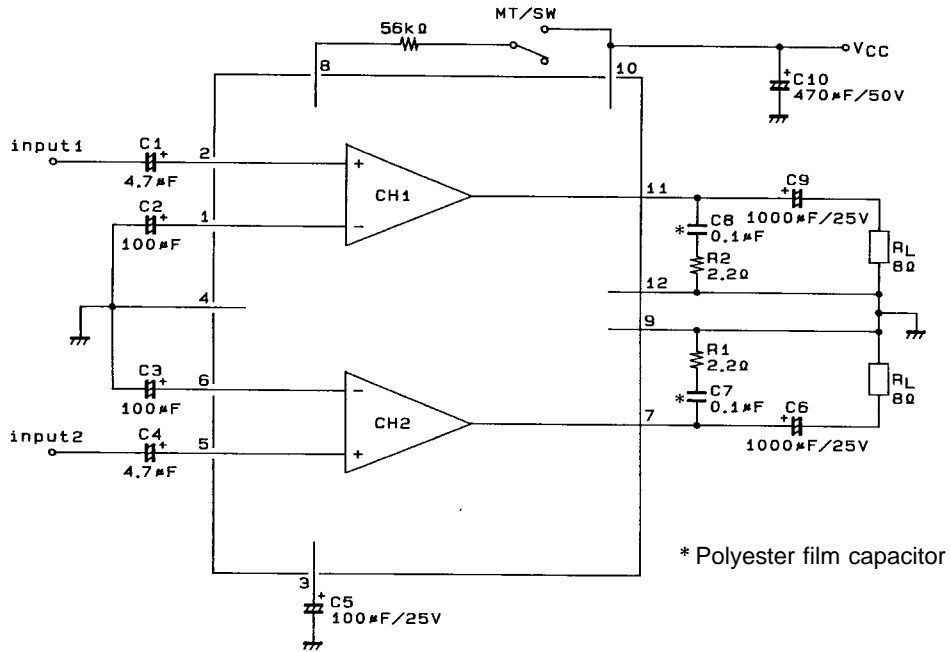 MT/SW
56kΩ
8
10
VCC
+
C10
470μF/50V
input1
C1
+
2
4.7μF
+
CH1
11
C9
+
1000μF/25V
C2
+
1
100μF
−
*
C8
0.1μF
R2
2.2Ω
RL
8Ω
4
12
9
C3
+
6
100μF
−
CH2
R1
2.2Ω
*
C7
0.1μF
RL
8Ω
7
C6
+
1000μF/25V
input2
C4
+
5
4.7μF
+
3
+
C5
100μF/25V
* Polyester film capacitor